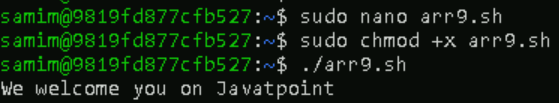 samim@9819fd877cfb527:~$ sudo nano arr9.sh
samim@9819fd877cfb527:~$ sudo chmod +x arr9.sh
samim@9819fd877cfb527:~$ ./arr9.sh
We welcome you on Javatpoint